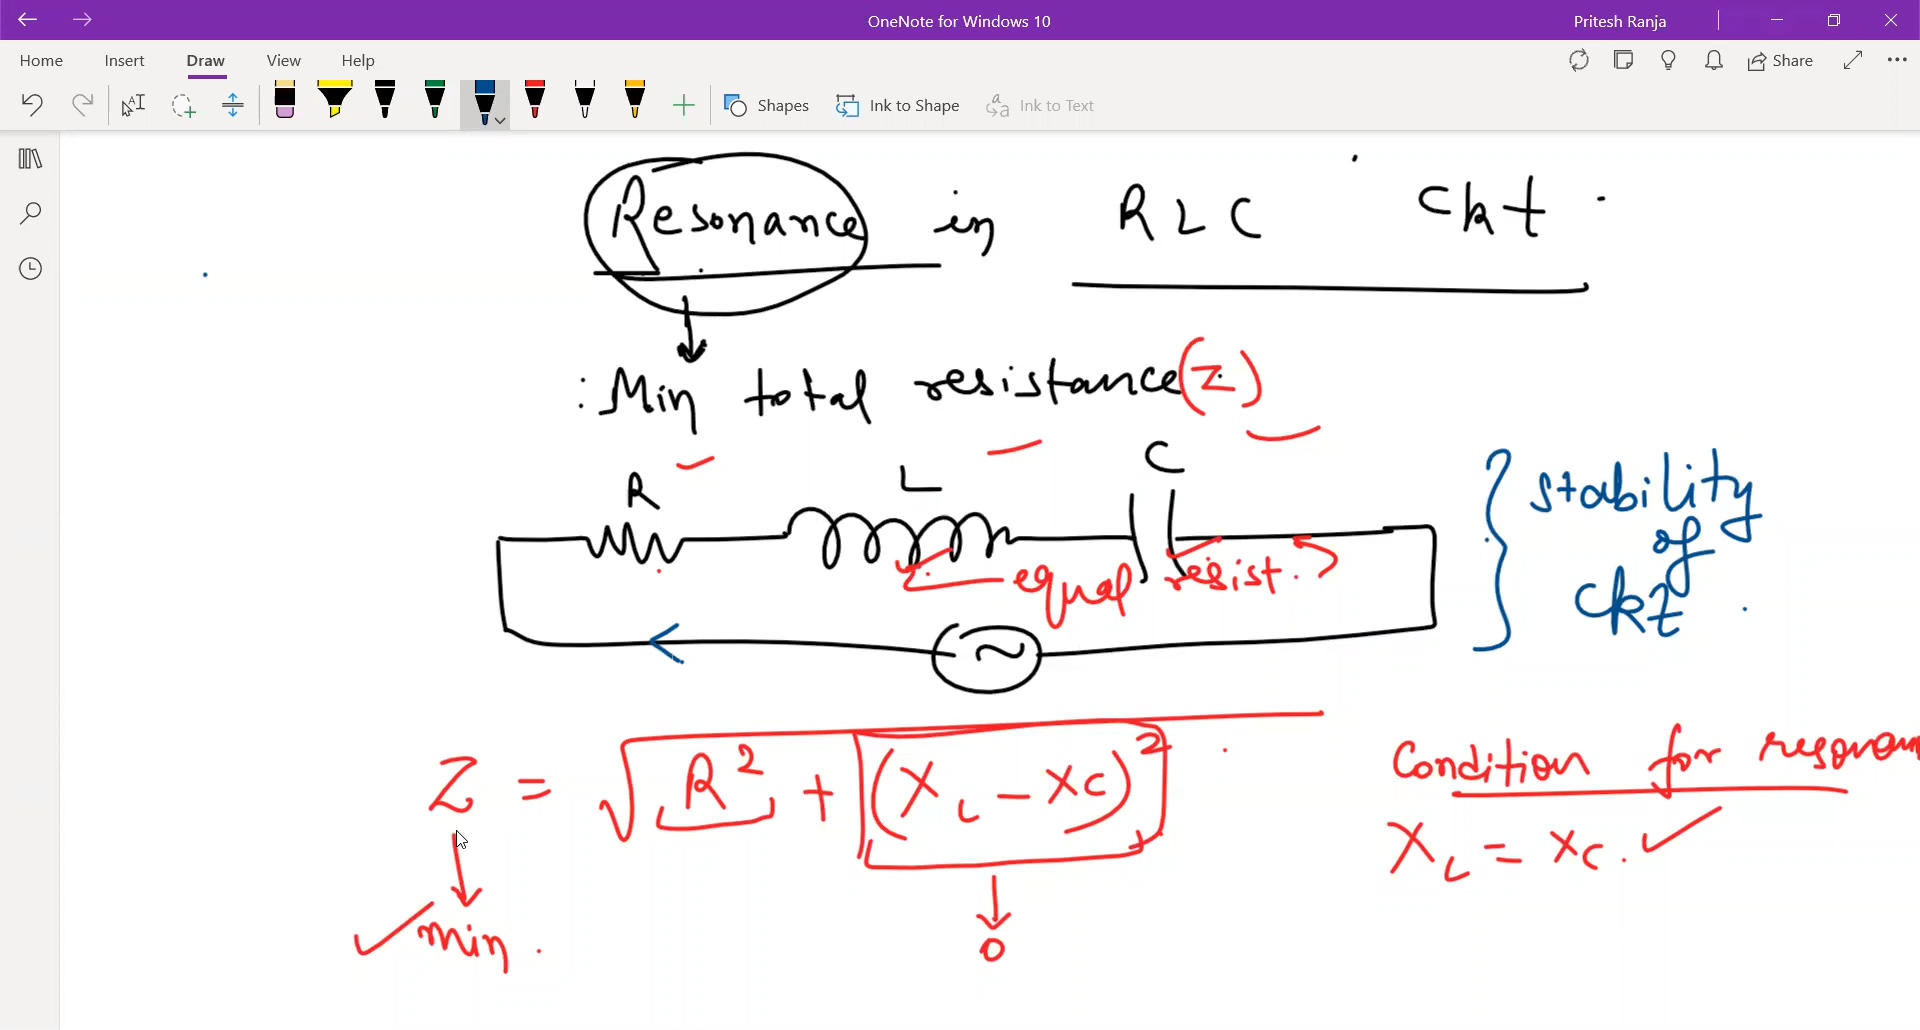 OneNote for Windows 10
Pritesh Ranja
Home Insert Draw View Help
Share
Shapes Ink to Shape Ink to Text
Resonance in RLC Ckt.
: Min total resistance (Z)
R L C
equal resist.
stability
of
ckt.
Z = √R² + (XL - XC)²
min.
0
Condition for resonan
XL = XC.